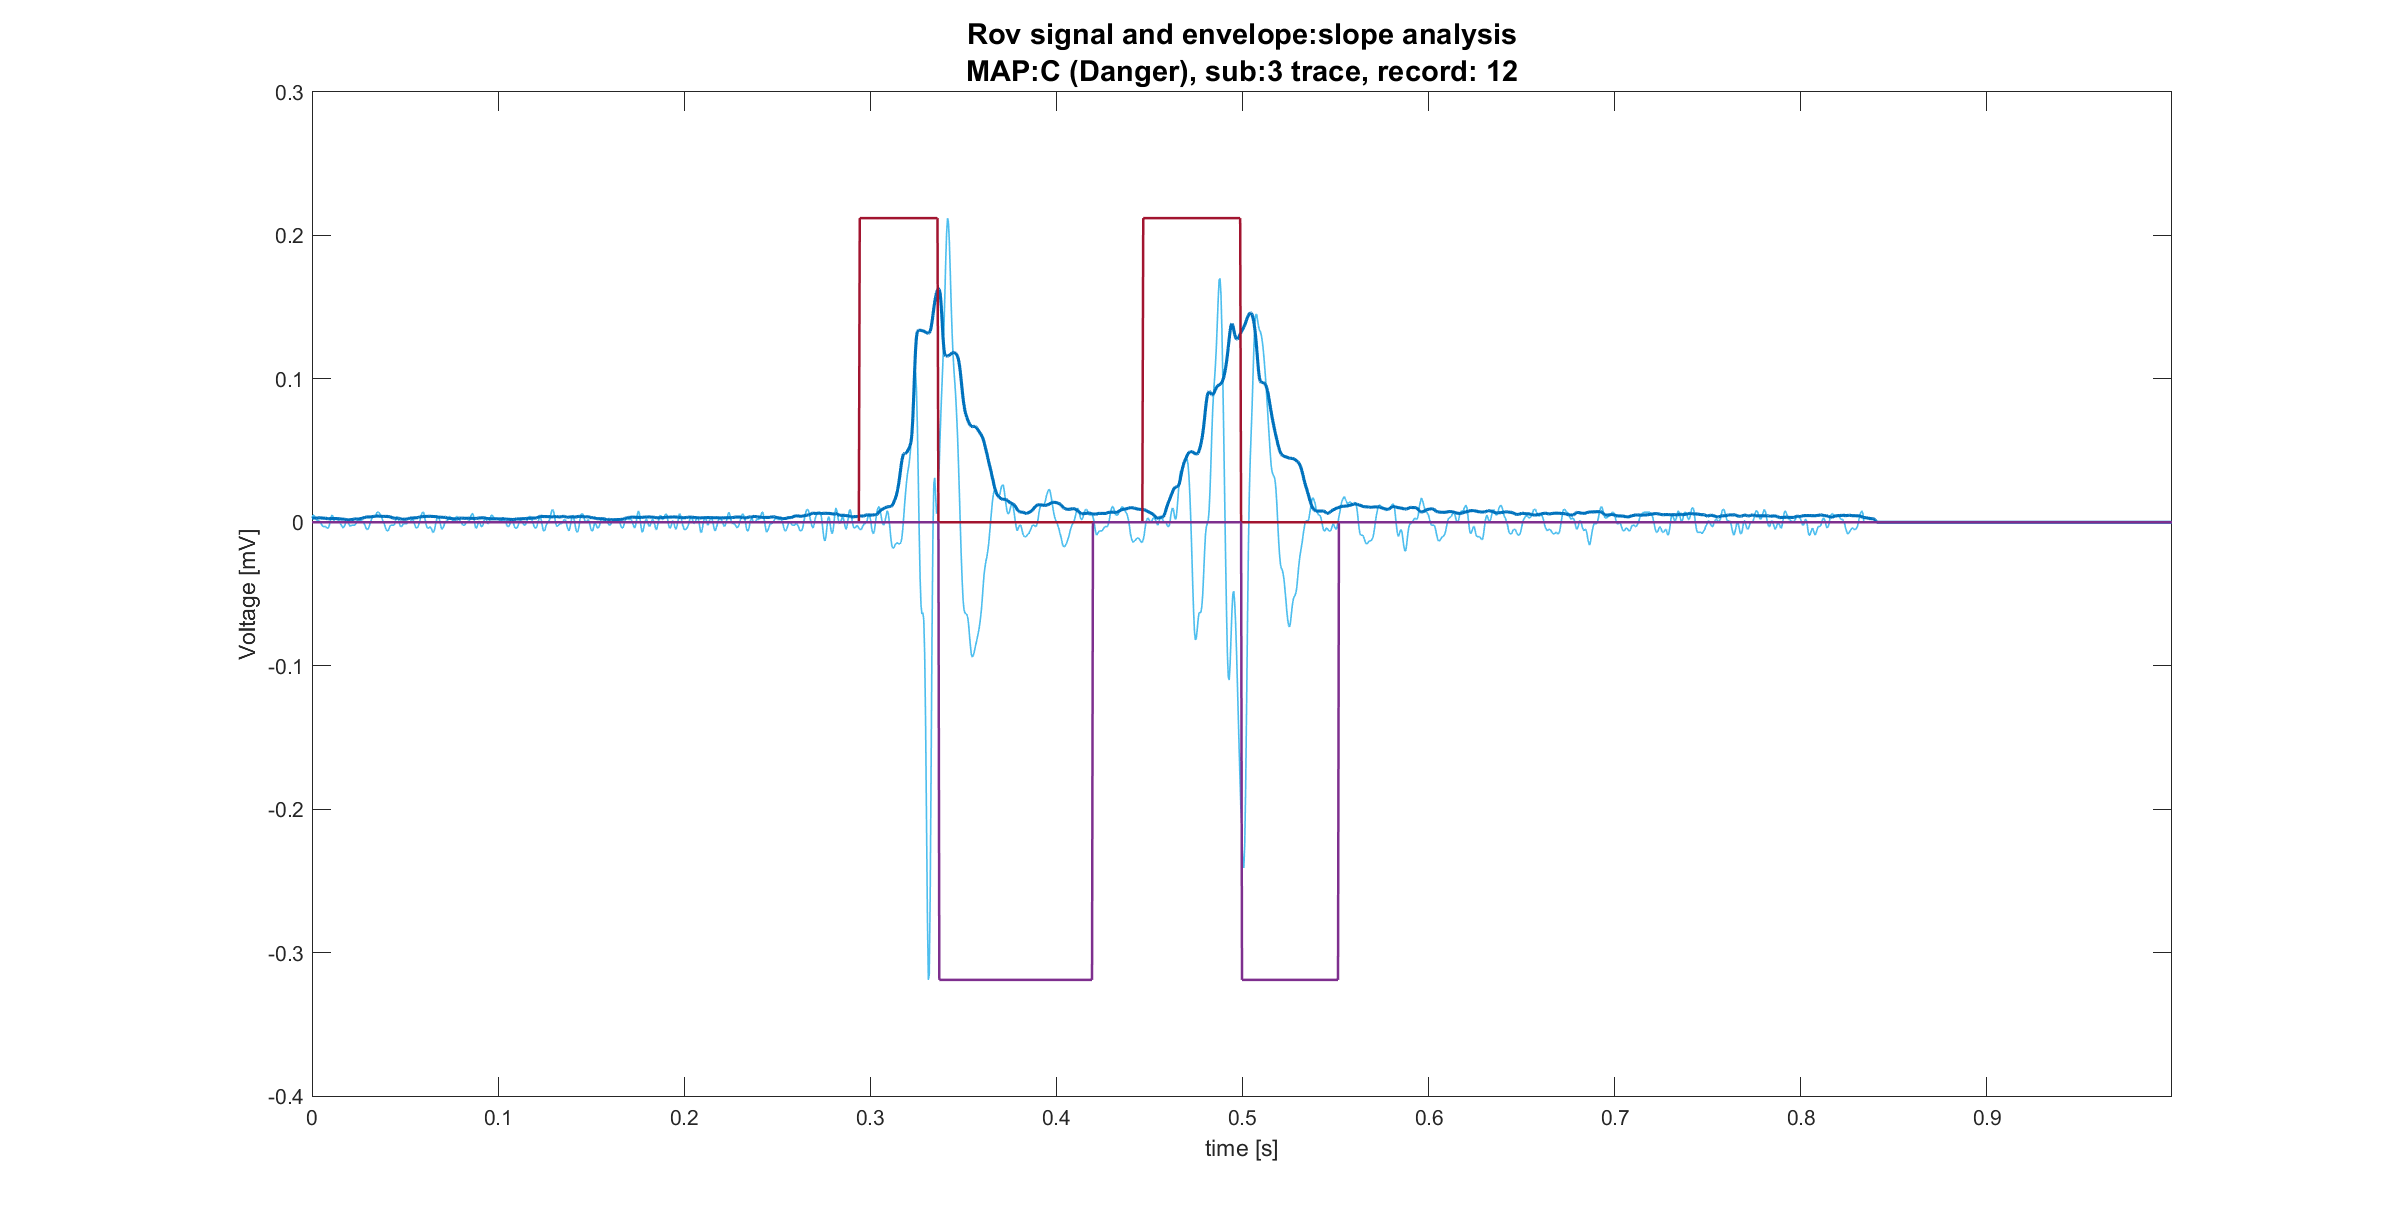 Rov signal and envelope:slope analysis
MAP:C (Danger), sub:3 trace, record: 12
0.3
0.2
0.1
0
-0.1
-0.2
-0.3
-0.4
Voltage [mV]
0 0.1 0.2 0.3 0.4 0.5 0.6 0.7 0.8 0.9
time [s]